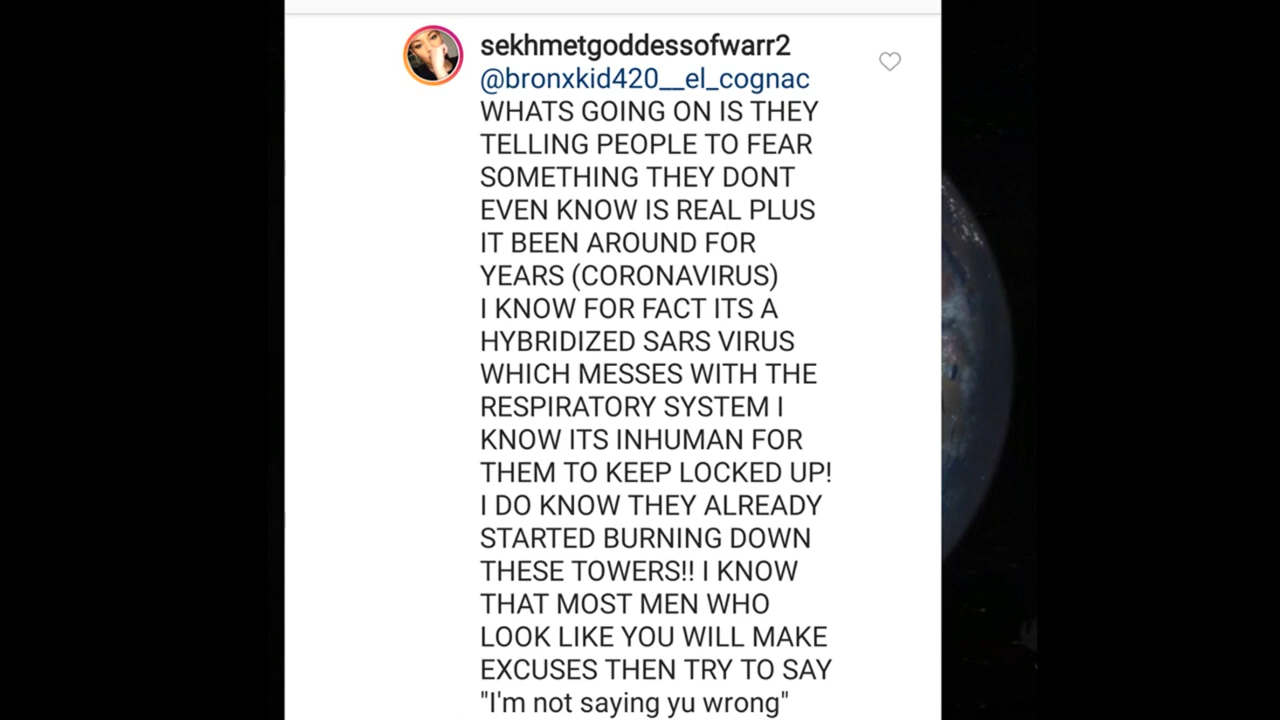 sekhmetgoddessofwarr2
@bronxkid420__el_cognac
WHATS GOING ON IS THEY
TELLING PEOPLE TO FEAR
SOMETHING THEY DONT
EVEN KNOW IS REAL PLUS
IT BEEN AROUND FOR
YEARS (CORONAVIRUS)
I KNOW FOR FACT ITS A
HYBRIDIZED SARS VIRUS
WHICH MESSES WITH THE
RESPIRATORY SYSTEM I
KNOW ITS INHUMAN FOR
THEM TO KEEP LOCKED UP!
I DO KNOW THEY ALREADY
STARTED BURNING DOWN
THESE TOWERS!! I KNOW
THAT MOST MEN WHO
LOOK LIKE YOU WILL MAKE
EXCUSES THEN TRY TO SAY
"I'm not saying yu wrong"